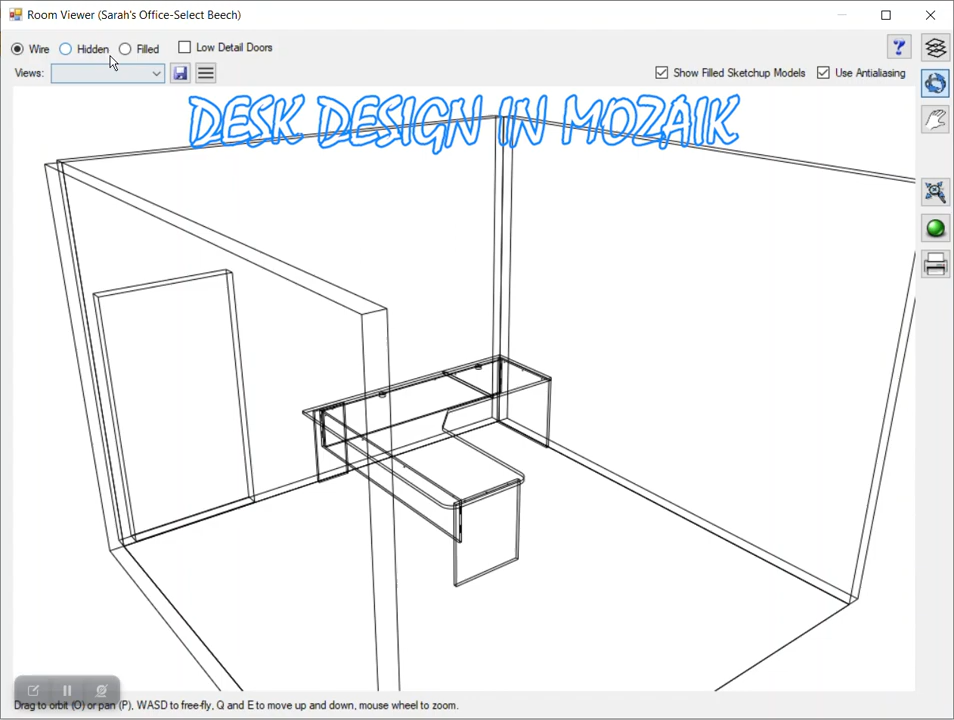 Room Viewer (Sarah's Office-Select Beech)
Wire Hidden Filled Low Detail Doors
Views: Show Filled Sketchup Models Use Antialiasing
DESK DESIGN IN MOZAIK
Drag to orbit (O) or pan (P), WASD to free-fly, Q and E to move up and down, mouse wheel to zoom.